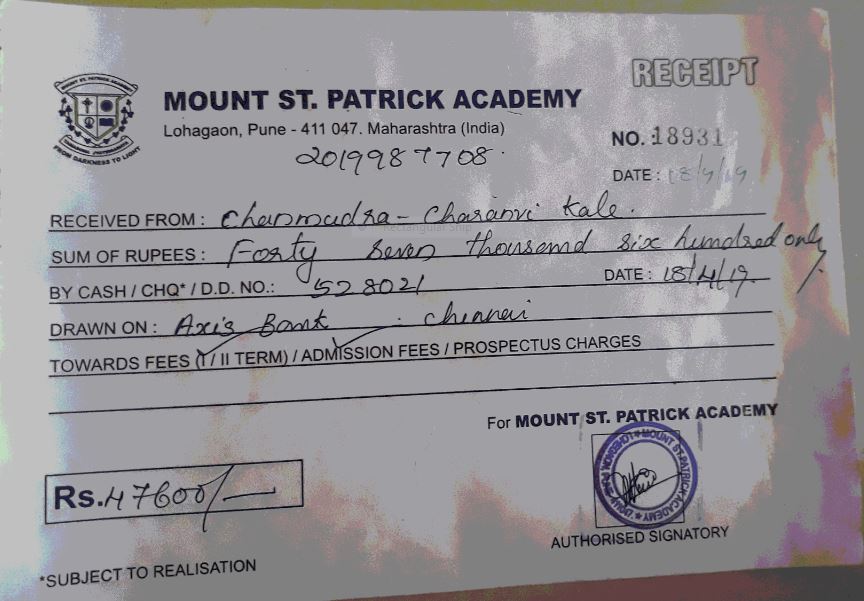 RECEIPT
MOUNT ST. PATRICK ACADEMY
Lohagaon, Pune - 411 047. Maharashtra (India)
2019987708
NO. 18931
DATE : 18/4/19
RECEIVED FROM : Chanmudra - Charanvi Kale.
SUM OF RUPEES : Forty Seven thousand six hundred only
BY CASH / CHQ* / D.D. NO.: 528021 DATE : 18/4/19.
DRAWN ON : Axis Bank . Chennai
TOWARDS FEES (I / II TERM) / ADMISSION FEES / PROSPECTUS CHARGES
For MOUNT ST. PATRICK ACADEMY
Rs. 47600/-
MOUNT ST. PATRICK ACADEMY
AUTHORISED SIGNATORY
*SUBJECT TO REALISATION
MOUNT ST. PATRICK ACADEMY
FROM DARKNESS TO LIGHT
Rectangular Snip